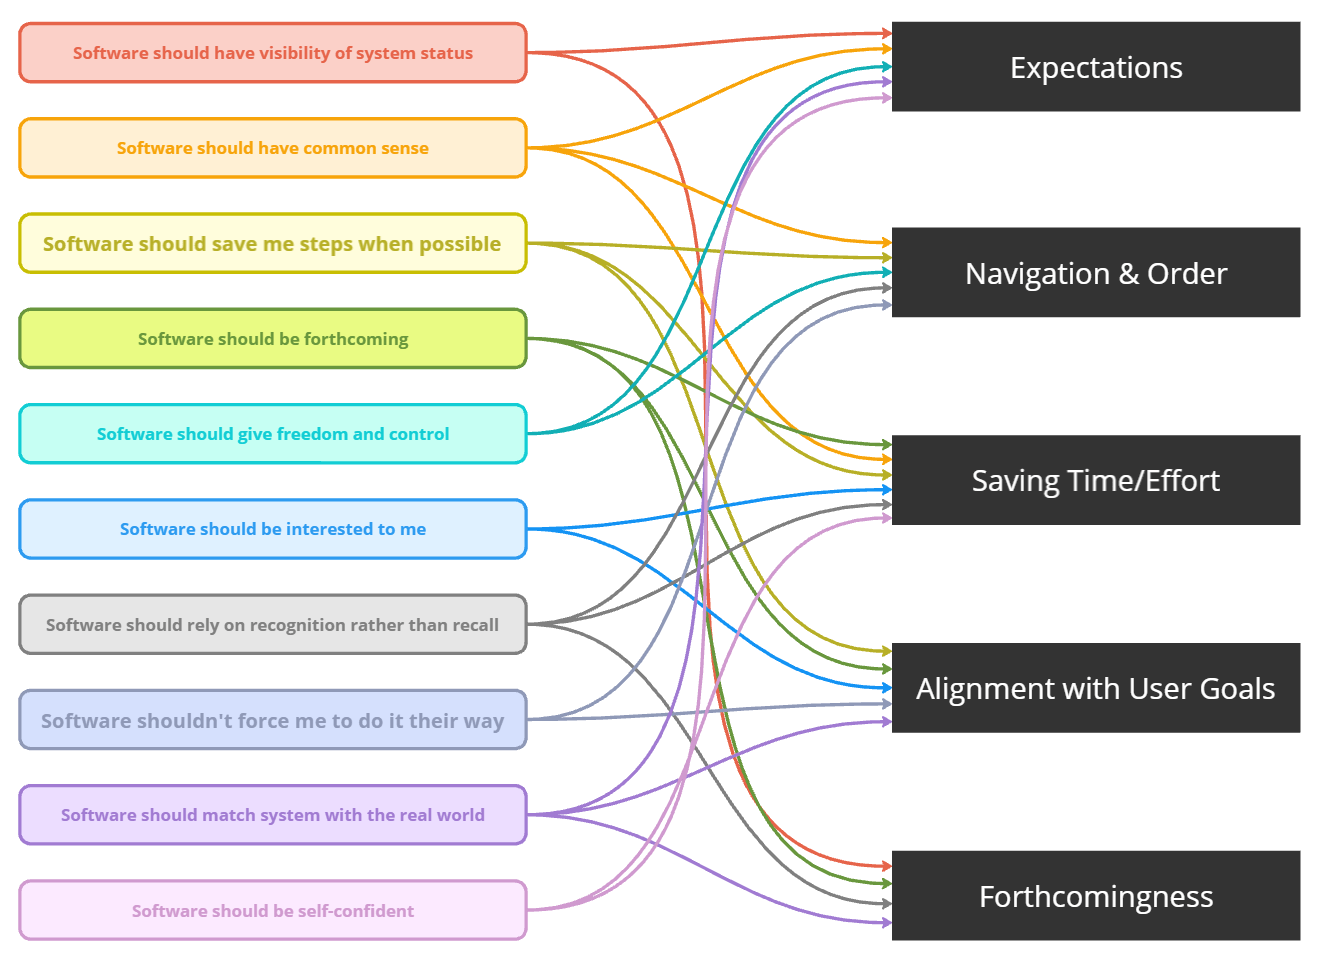 Software should have visibility of system status
Software should have common sense
Software should save me steps when possible
Software should be forthcoming
Software should give freedom and control
Software should be interested to me
Software should rely on recognition rather than recall
Software shouldn't force me to do it their way
Software should match system with the real world
Software should be self-confident
Expectations
Navigation & Order
Saving Time/Effort
Alignment with User Goals
Forthcomingness